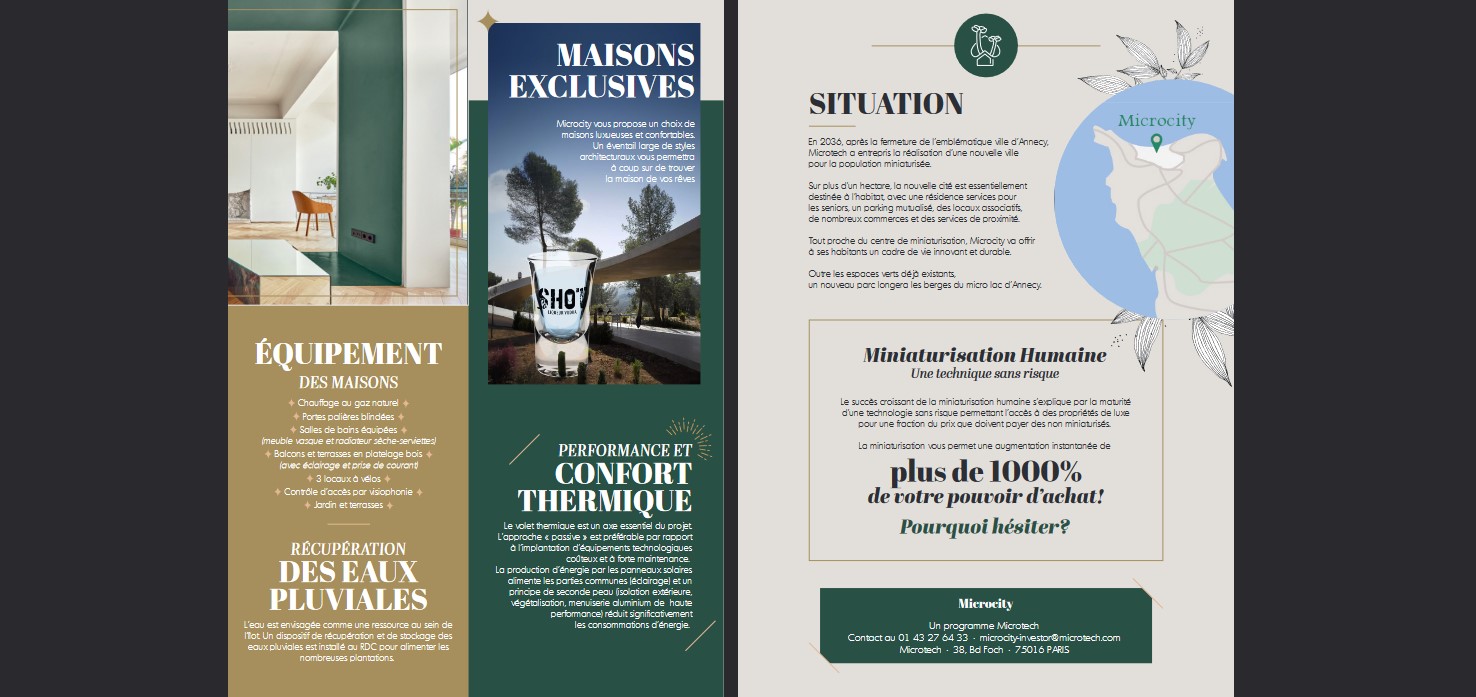 ÉQUIPEMENT
DES MAISONS
Chauffage au gaz naturel
Portes palières blindées
Salles de bains équipées
(meuble vasque et radiateur sèche-serviettes)
Balcons et terrasses en platelage bois
(avec éclairage et prise de courant)
3 locaux à vélos
Contrôle d'accès par visiophonie
Jardin et terrasses
RÉCUPÉRATION
DES EAUX
PLUVIALES
L'eau est envisagée comme une ressource au sein de
l'îlot. Un dispositif de récupération et de stockage des
eaux pluviales est installé au RDC pour alimenter les
nombreuses plantations.
MAISONS
EXCLUSIVES
Microcity vous propose un choix de
maisons luxueuses et confortables.
Un éventail large de styles
architecturaux vous permettra
à coup sur de trouver
la maison de vos rêves
SHOT
LIQUEUR VODKA
PERFORMANCE ET
CONFORT
THERMIQUE
Le volet thermique est un axe essentiel du projet.
L'approche « passive » est préférable par rapport
à l'implantation d'équipements technologiques
coûteux et à forte maintenance.
La production d'énergie par les panneaux solaires
alimente les parties communes (éclairage) et un
principe de seconde peau (isolation extérieure,
végétalisation, menuiserie aluminium de haute
performance) réduit significativement
les consommations d'énergie.
SITUATION
En 2036, après la fermeture de l'emblématique ville d'Annecy,
Microtech a entrepris la réalisation d'une nouvelle ville
pour la population miniaturisée.
Sur plus d'un hectare, la nouvelle cité est essentiellement
destinée à l'habitat, avec une résidence services pour
les seniors, un parking mutualisé, des locaux associatifs,
de nombreux commerces et des services de proximité.
Tout proche du centre de miniaturisation, Microcity va offrir
à ses habitants un cadre de vie innovant et durable.
Outre les espaces verts déjà existants,
un nouveau parc longera les berges du micro lac d'Annecy.
Microcity
Miniaturisation Humaine
Une technique sans risque
Le succès croissant de la miniaturisation humaine s'explique par la maturité
d'une technologie sans risque permettant l'accès à des propriétés de luxe
pour une fraction du prix que doivent payer des non miniaturisés.
La miniaturisation vous permet une augmentation instantanée de
plus de 1000%
de votre pouvoir d'achat!
Pourquoi hésiter?
Microcity
Un programme Microtech
Contact au 01 43 27 64 33 · microcity-investor@microtech.com
Microtech · 38, Bd Foch · 75016 PARIS